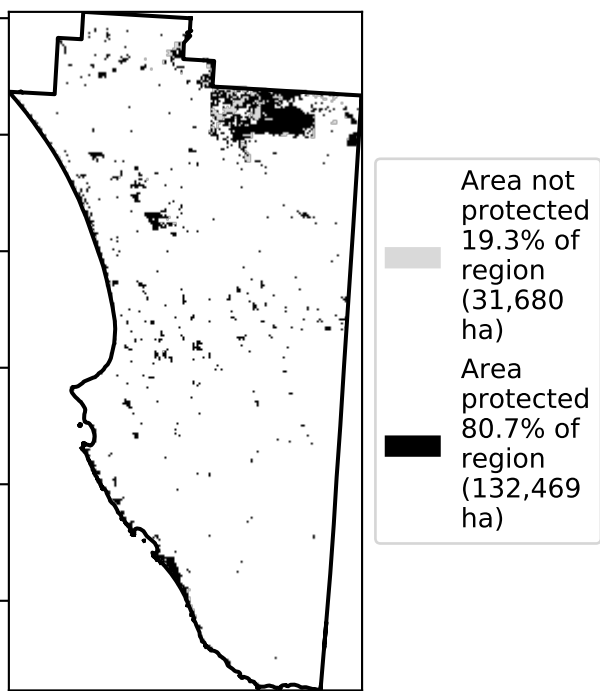 Area not
protected
19.3% of
region
(31,680
ha)
Area
protected
80.7% of
region
(132,469
ha)